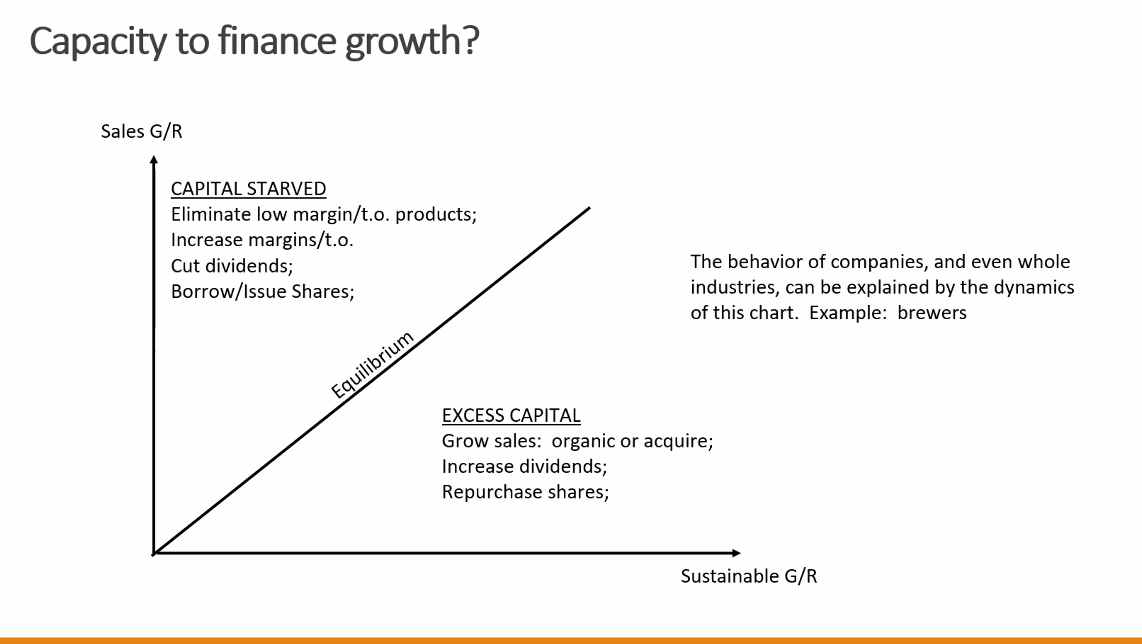 Capacity to finance growth?
Sales G/R
CAPITAL STARVED
Eliminate low margin/t.o. products;
Increase margins/t.o.
Cut dividends;
Borrow/Issue Shares;
The behavior of companies, and even whole
industries, can be explained by the dynamics
of this chart.  Example:  brewers
Equilibrium
EXCESS CAPITAL
Grow sales:  organic or acquire;
Increase dividends;
Repurchase shares;
Sustainable G/R